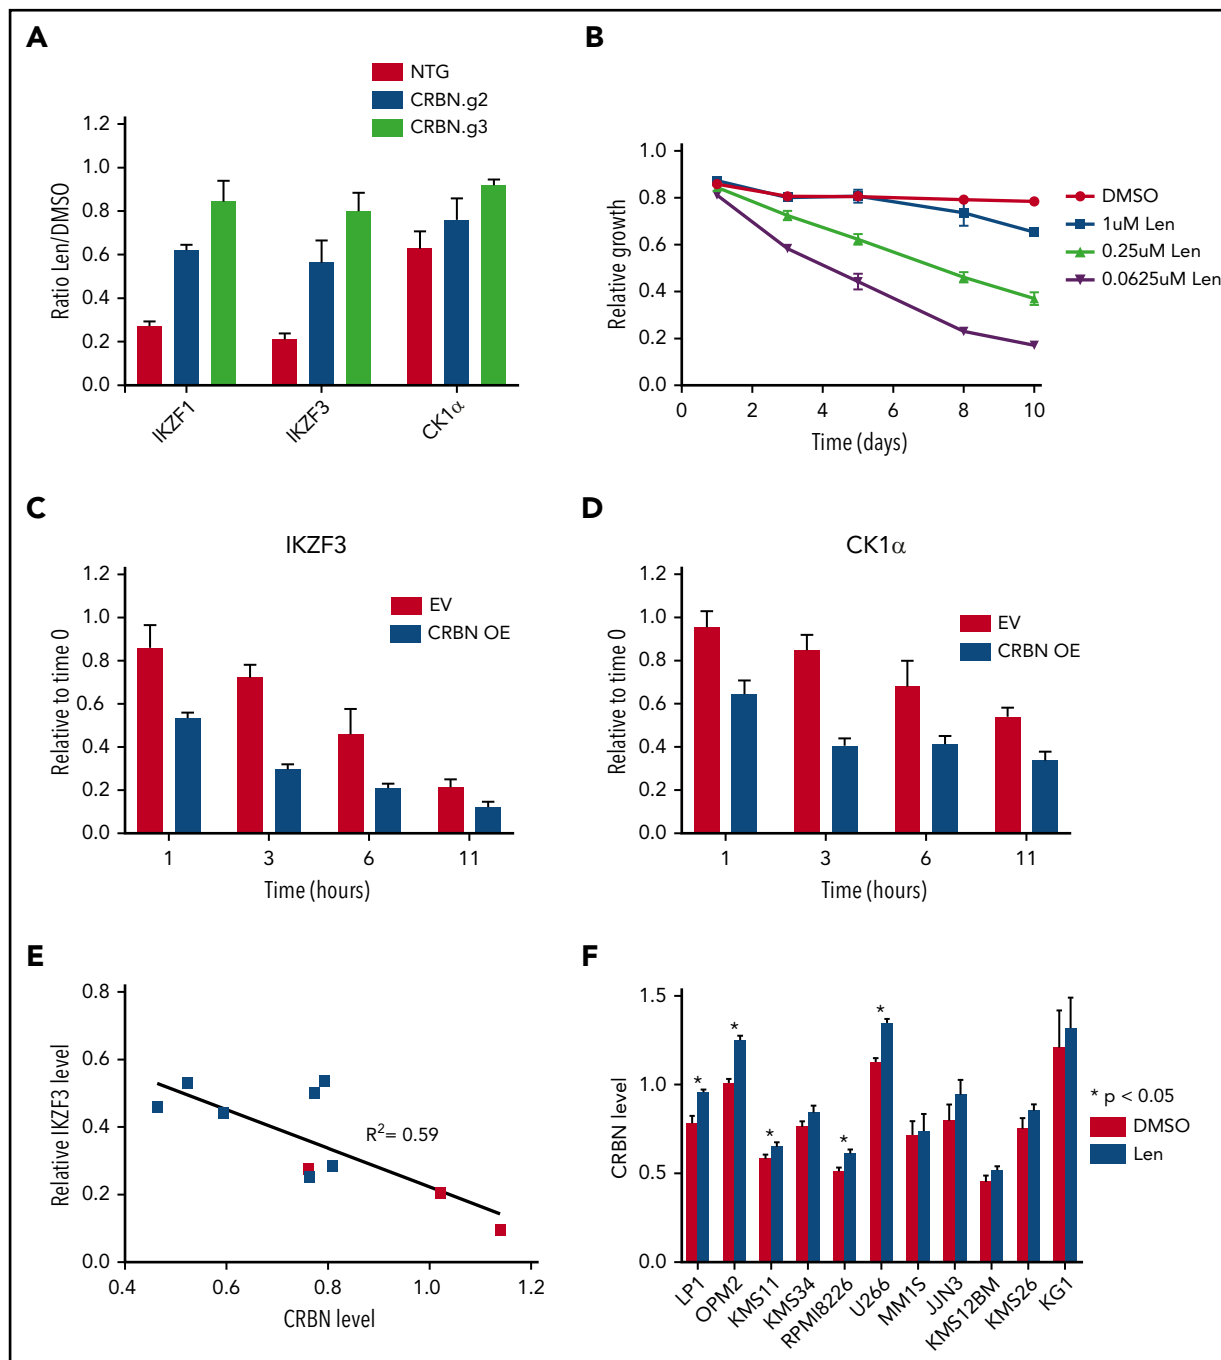 A
NTG
CRBN.g2
CRBN.g3
Ratio Len/DMSO
1.2
1.0
0.8
0.6
0.4
0.2
0.0
IKZF1
IKZF3
CK1α
B
Relative growth
1.0
0.8
0.6
0.4
0.2
0.0
0 2 4 6 8 10
Time (days)
DMSO
1uM Len
0.25uM Len
0.0625uM Len
C
IKZF3
EV
CRBN OE
Relative to time 0
1.2
1.0
0.8
0.6
0.4
0.2
0.0
1 3 6 11
Time (hours)
D
CK1α
EV
CRBN OE
Relative to time 0
1.2
1.0
0.8
0.6
0.4
0.2
0.0
1 3 6 11
Time (hours)
E
Relative IKZF3 level
0.8
0.6
0.4
0.2
0.0
R²= 0.59
0.4 0.6 0.8 1.0 1.2
CRBN level
F
CRBN level
1.5
1.0
0.5
0.0
* * * * *
* p < 0.05
DMSO
Len
LP1
OPM2
KMS11
KMS34
RPMI8226
U266
MM1S
JJN3
KMS12BM
KMS26
KG1